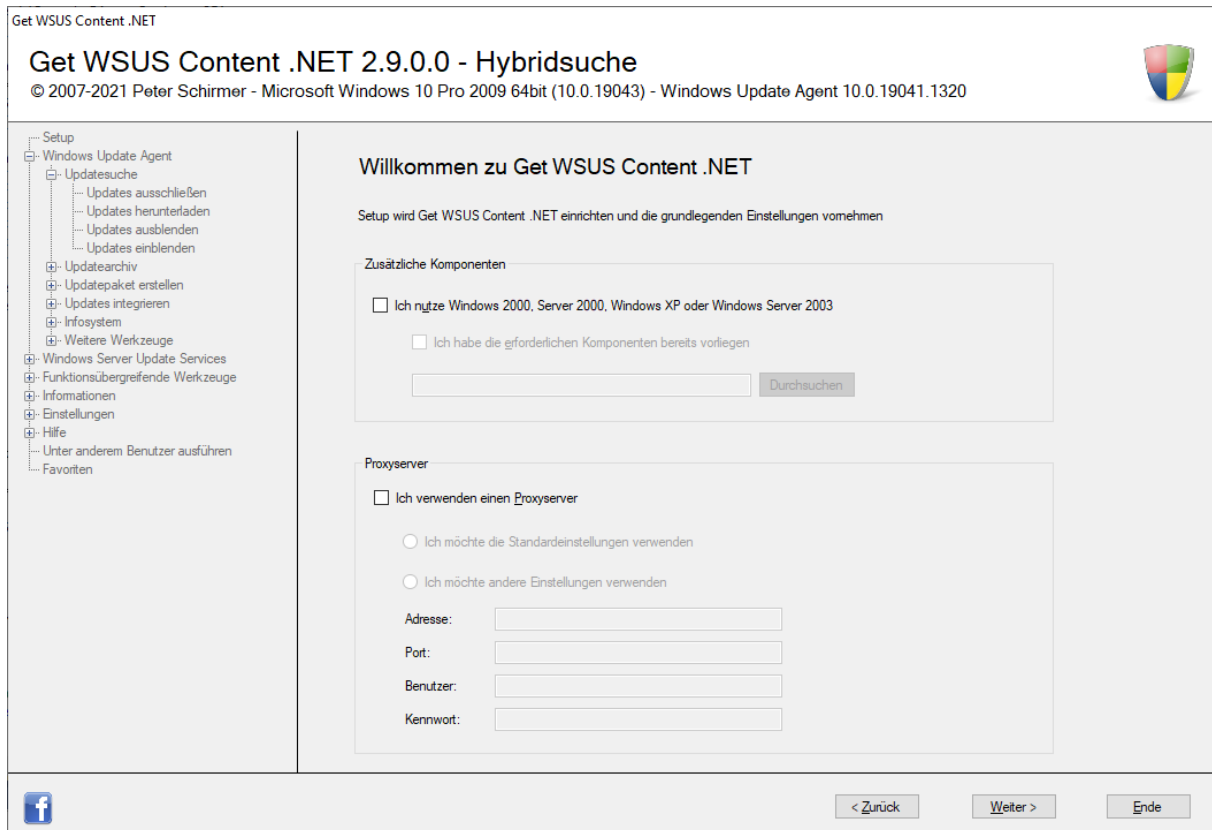 Get WSUS Content .NET
Get WSUS Content .NET 2.9.0.0 - Hybridsuche
© 2007-2021 Peter Schirmer - Microsoft Windows 10 Pro 2009 64bit (10.0.19043) - Windows Update Agent 10.0.19041.1320
Setup
Windows Update Agent
Updatesuche
Updates ausschließen
Updates herunterladen
Updates ausblenden
Updates einblenden
Updatearchiv
Updatepaket erstellen
Updates integrieren
Infosystem
Weitere Werkzeuge
Windows Server Update Services
Funktionsübergreifende Werkzeuge
Informationen
Einstellungen
Hilfe
Unter anderem Benutzer ausführen
Favoriten
Willkommen zu Get WSUS Content .NET
Setup wird Get WSUS Content .NET einrichten und die grundlegenden Einstellungen vornehmen
Zusätzliche Komponenten
Ich nutze Windows 2000, Server 2000, Windows XP oder Windows Server 2003
Ich habe die erforderlichen Komponenten bereits vorliegen
Durchsuchen
Proxyserver
Ich verwenden einen Proxyserver
Ich möchte die Standardeinstellungen verwenden
Ich möchte andere Einstellungen verwenden
Adresse:
Port:
Benutzer:
Kennwort:
f
< Zurück
Weiter >
Ende